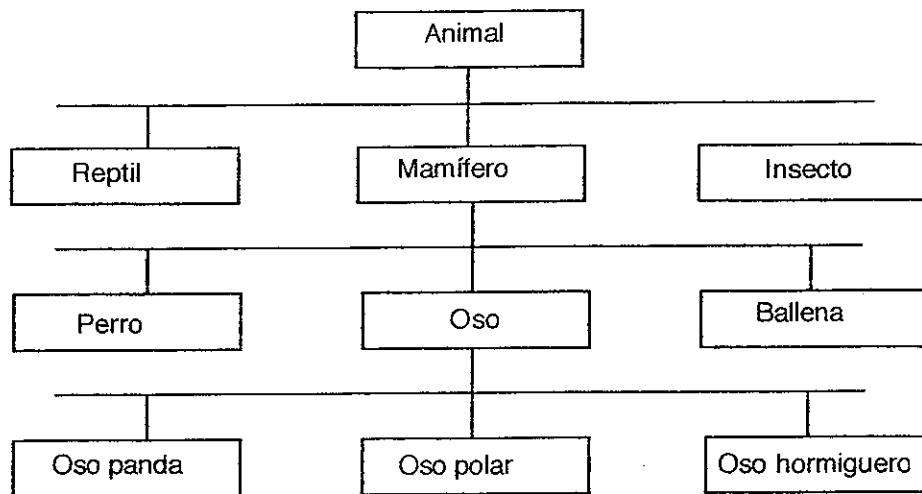 Animal
Reptil
Mamífero
Insecto
Perro
Oso
Ballena
Oso panda
Oso polar
Oso hormiguero